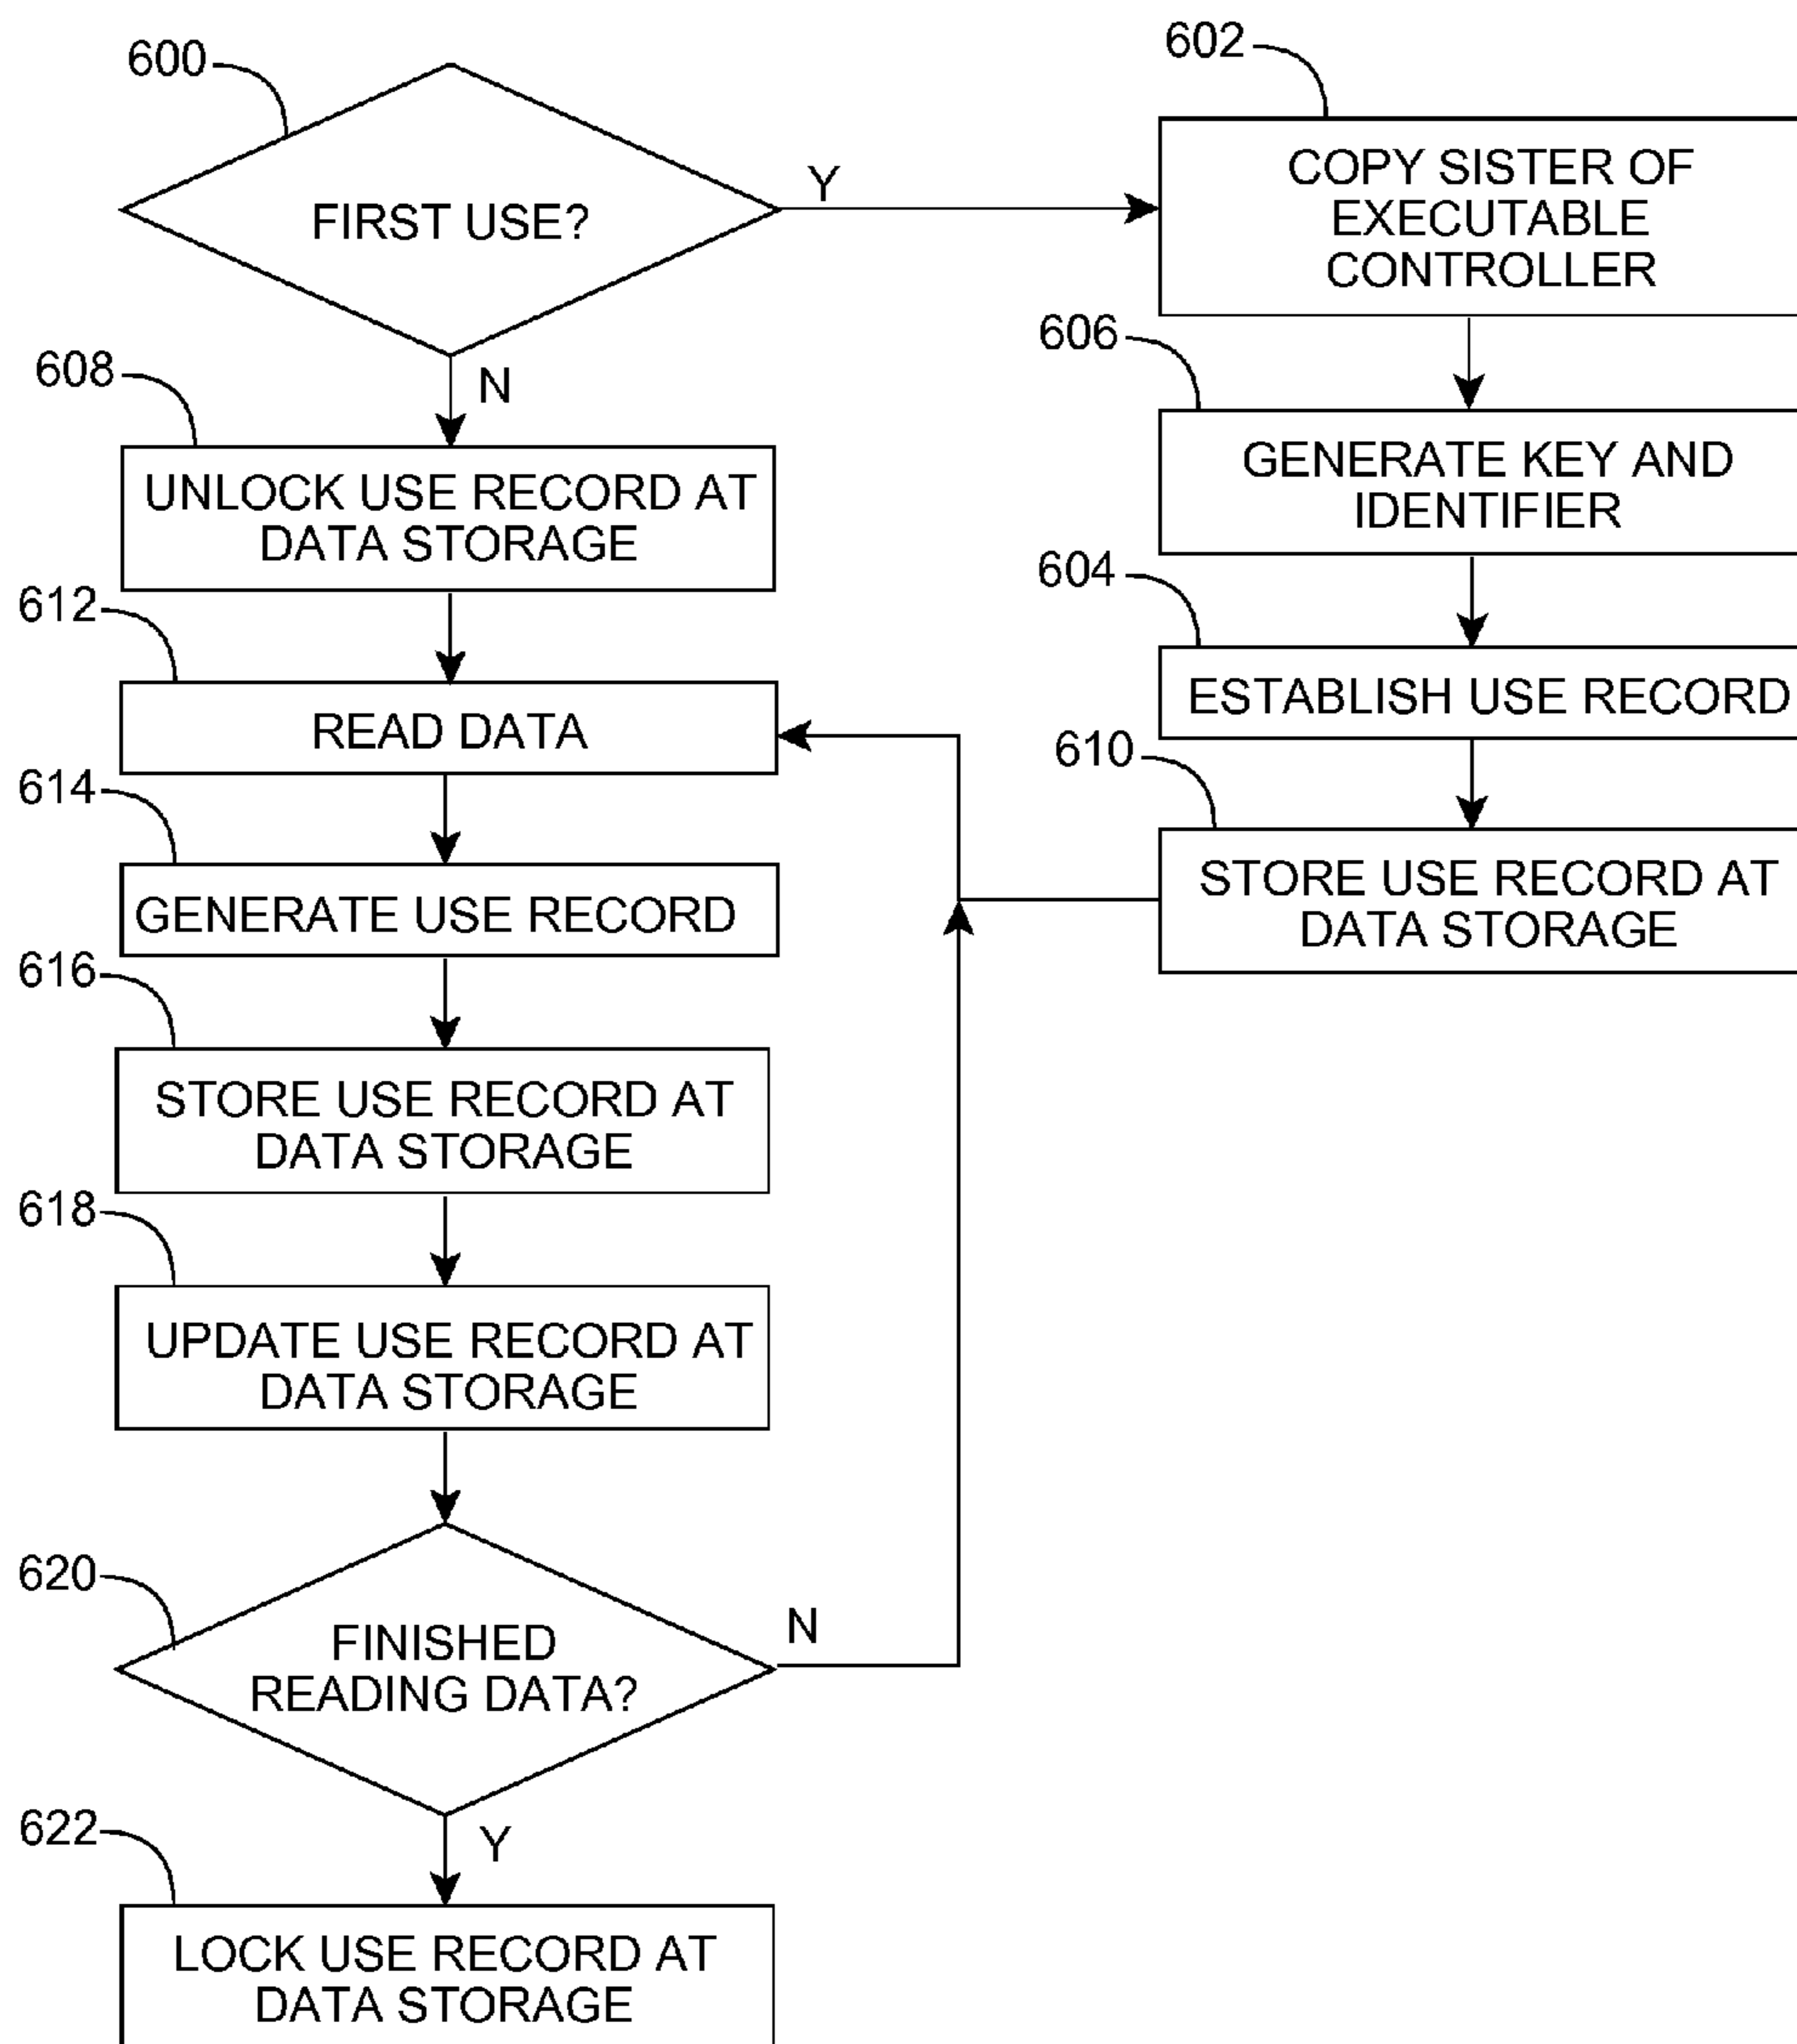 600
FIRST USE?
Y
N
602
COPY SISTER OF
EXECUTABLE
CONTROLLER
606
GENERATE KEY AND
IDENTIFIER
604
ESTABLISH USE RECORD
610
STORE USE RECORD AT
DATA STORAGE
608
UNLOCK USE RECORD AT
DATA STORAGE
612
READ DATA
614
GENERATE USE RECORD
616
STORE USE RECORD AT
DATA STORAGE
618
UPDATE USE RECORD AT
DATA STORAGE
620
FINISHED
READING DATA?
N
Y
622
LOCK USE RECORD AT
DATA STORAGE